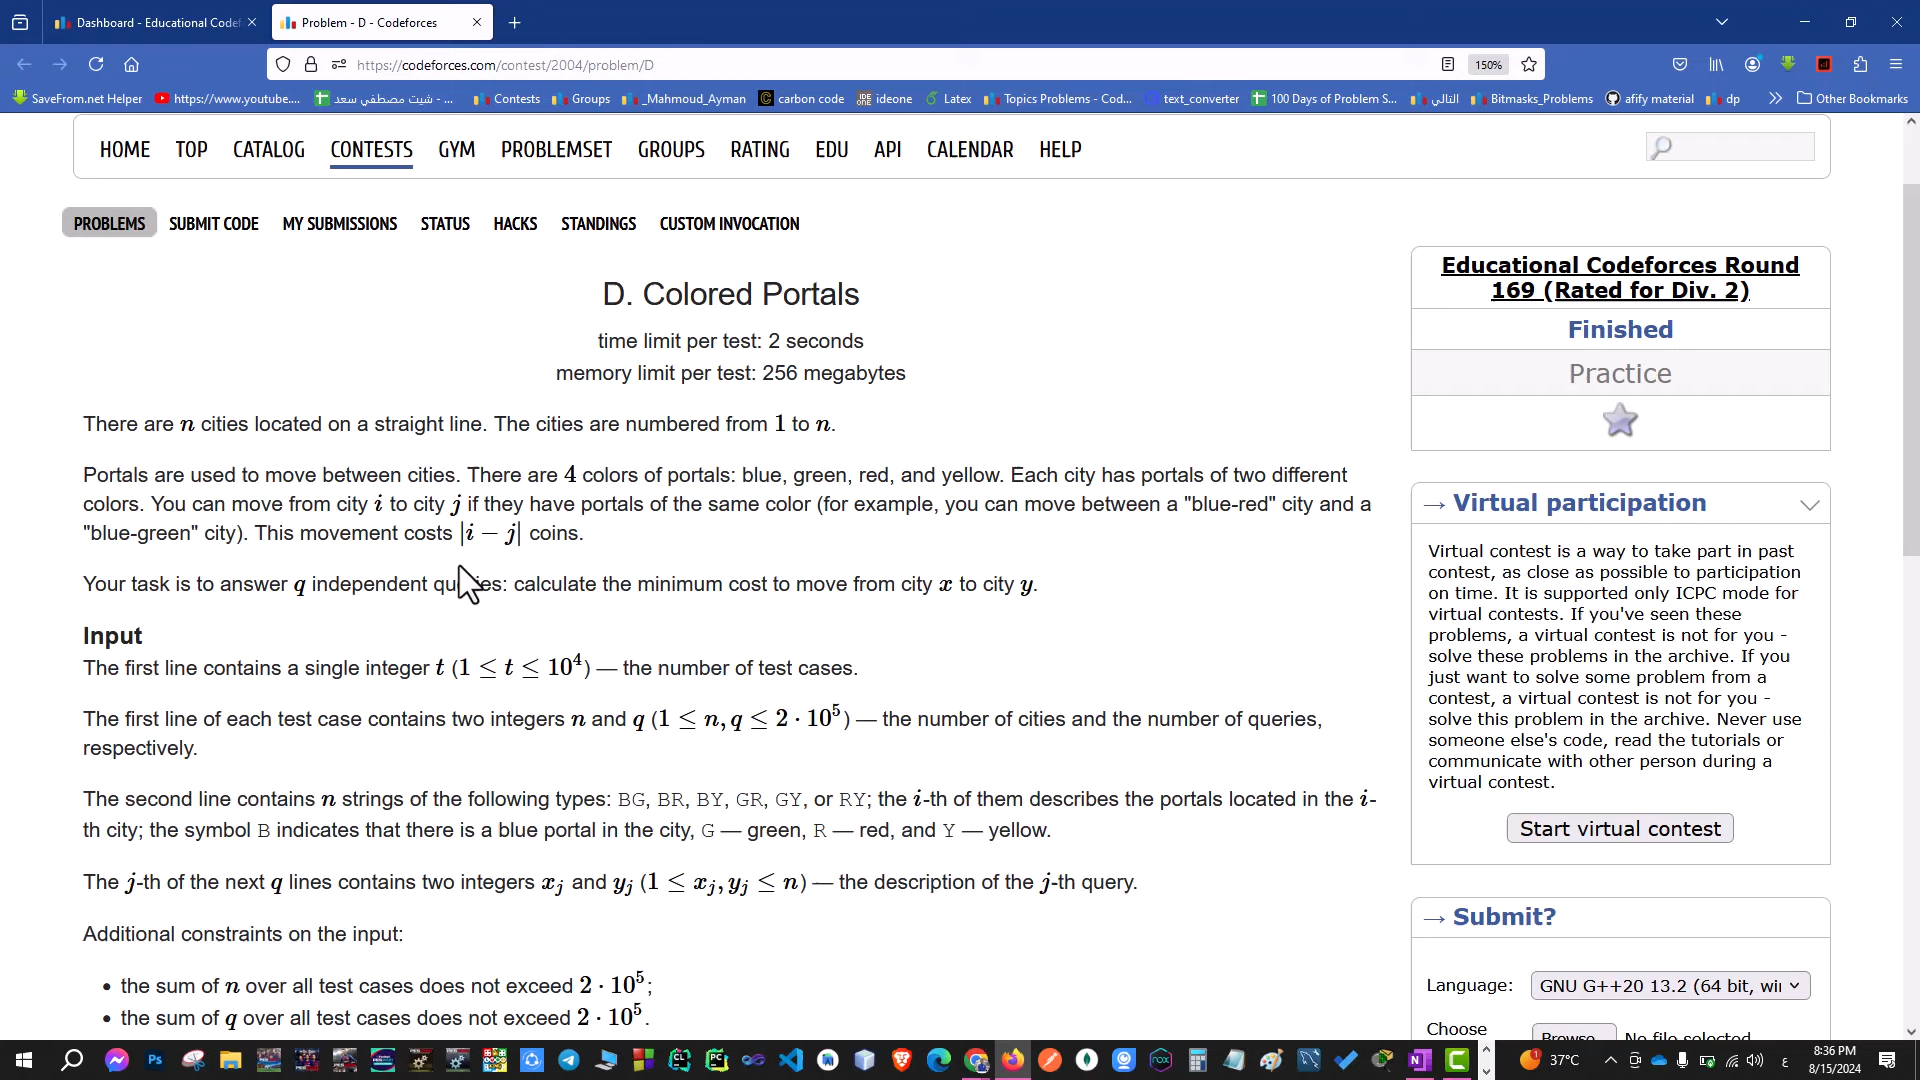 Dashboard - Educational Codef
Problem - D - Codeforces
https://codeforces.com/contest/2004/problem/D
150%
SaveFrom.net Helper
https://www.youtube....
شيت مصطفي سعد - ...
Contests
Groups
_Mahmoud_Ayman
carbon code
ideone
Latex
Topics Problems - Cod...
text_converter
100 Days of Problem S...
التالي
Bitmasks_Problems
afify material
dp
Other Bookmarks
HOME TOP CATALOG CONTESTS GYM PROBLEMSET GROUPS RATING EDU API CALENDAR HELP
PROBLEMS SUBMIT CODE MY SUBMISSIONS STATUS HACKS STANDINGS CUSTOM INVOCATION
D. Colored Portals
time limit per test: 2 seconds
memory limit per test: 256 megabytes
There are n cities located on a straight line. The cities are numbered from 1 to n.
Portals are used to move between cities. There are 4 colors of portals: blue, green, red, and yellow. Each city has portals of two different
colors. You can move from city i to city j if they have portals of the same color (for example, you can move between a "blue-red" city and a
"blue-green" city). This movement costs |i − j| coins.
Your task is to answer q independent queries: calculate the minimum cost to move from city x to city y.
Input
The first line contains a single integer t (1 ≤ t ≤ 10^4) — the number of test cases.
The first line of each test case contains two integers n and q (1 ≤ n, q ≤ 2 · 10^5) — the number of cities and the number of queries,
respectively.
The second line contains n strings of the following types: BG, BR, BY, GR, GY, or RY; the i-th of them describes the portals located in the i-
th city; the symbol B indicates that there is a blue portal in the city, G — green, R — red, and Y — yellow.
The j-th of the next q lines contains two integers x_j and y_j (1 ≤ x_j, y_j ≤ n) — the description of the j-th query.
Additional constraints on the input:
• the sum of n over all test cases does not exceed 2 · 10^5;
• the sum of q over all test cases does not exceed 2 · 10^5.
Educational Codeforces Round
169 (Rated for Div. 2)
Finished
Practice
→ Virtual participation
Virtual contest is a way to take part in past
contest, as close as possible to participation
on time. It is supported only ICPC mode for
virtual contests. If you've seen these
problems, a virtual contest is not for you -
solve these problems in the archive. If you
just want to solve some problem from a
contest, a virtual contest is not for you -
solve this problem in the archive. Never use
someone else's code, read the tutorials or
communicate with other person during a
virtual contest.
Start virtual contest
→ Submit?
Language: GNU G++20 13.2 (64 bit, win
Choose
Browse... No file selected.
37°C
ع
8:36 PM
8/15/2024